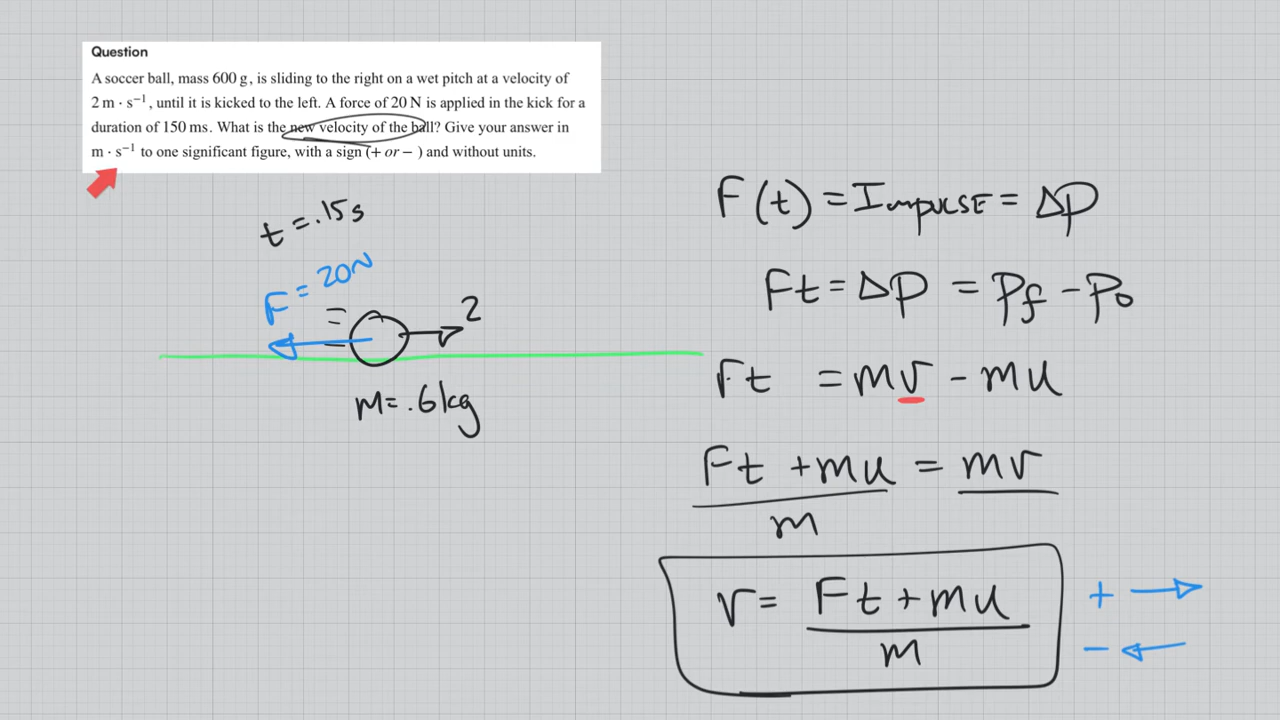 Question
A soccer ball, mass 600 g, is sliding to the right on a wet pitch at a velocity of
2 m · s⁻¹, until it is kicked to the left. A force of 20 N is applied in the kick for a
duration of 150 ms. What is the new velocity of the ball? Give your answer in
m · s⁻¹ to one significant figure, with a sign (+ or − ) and without units.
t = .15 s
F = 20N
2
m = .6 kg
F(t) = Impulse = Δp
Ft = Δp = pf - p₀
Ft = mv - mu
Ft + mu = mv
m
v = Ft + mu
m
+ →
- ←